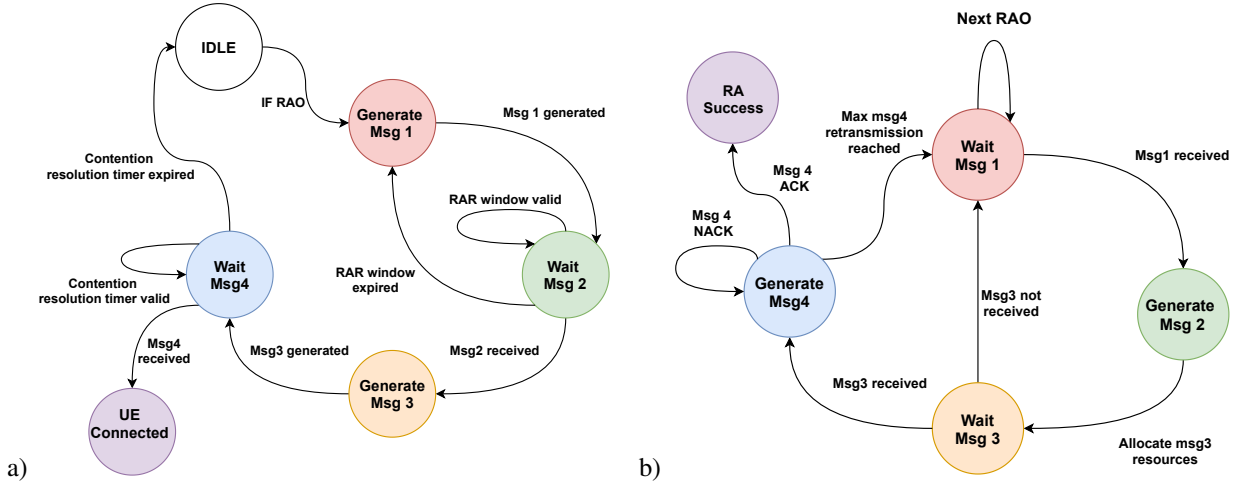 IDLE
IF RAO
Generate
Msg 1
Msg 1 generated
Contention
resolution timer expired
RAR window valid
Wait
Msg4
Wait
Msg 2
RAR window
expired
Contention
resolution timer valid
Msg4
received
Msg3 generated
Msg2 received
Generate
Msg 3
UE
Connected
a)
Next RAO
RA
Success
Max msg4
retransmission
reached
Wait
Msg 1
Msg1 received
Msg 4
ACK
Msg 4
NACK
Generate
Msg4
Msg3 not
received
Generate
Msg 2
Msg3 received
Wait
Msg 3
Allocate msg3
resources
b)